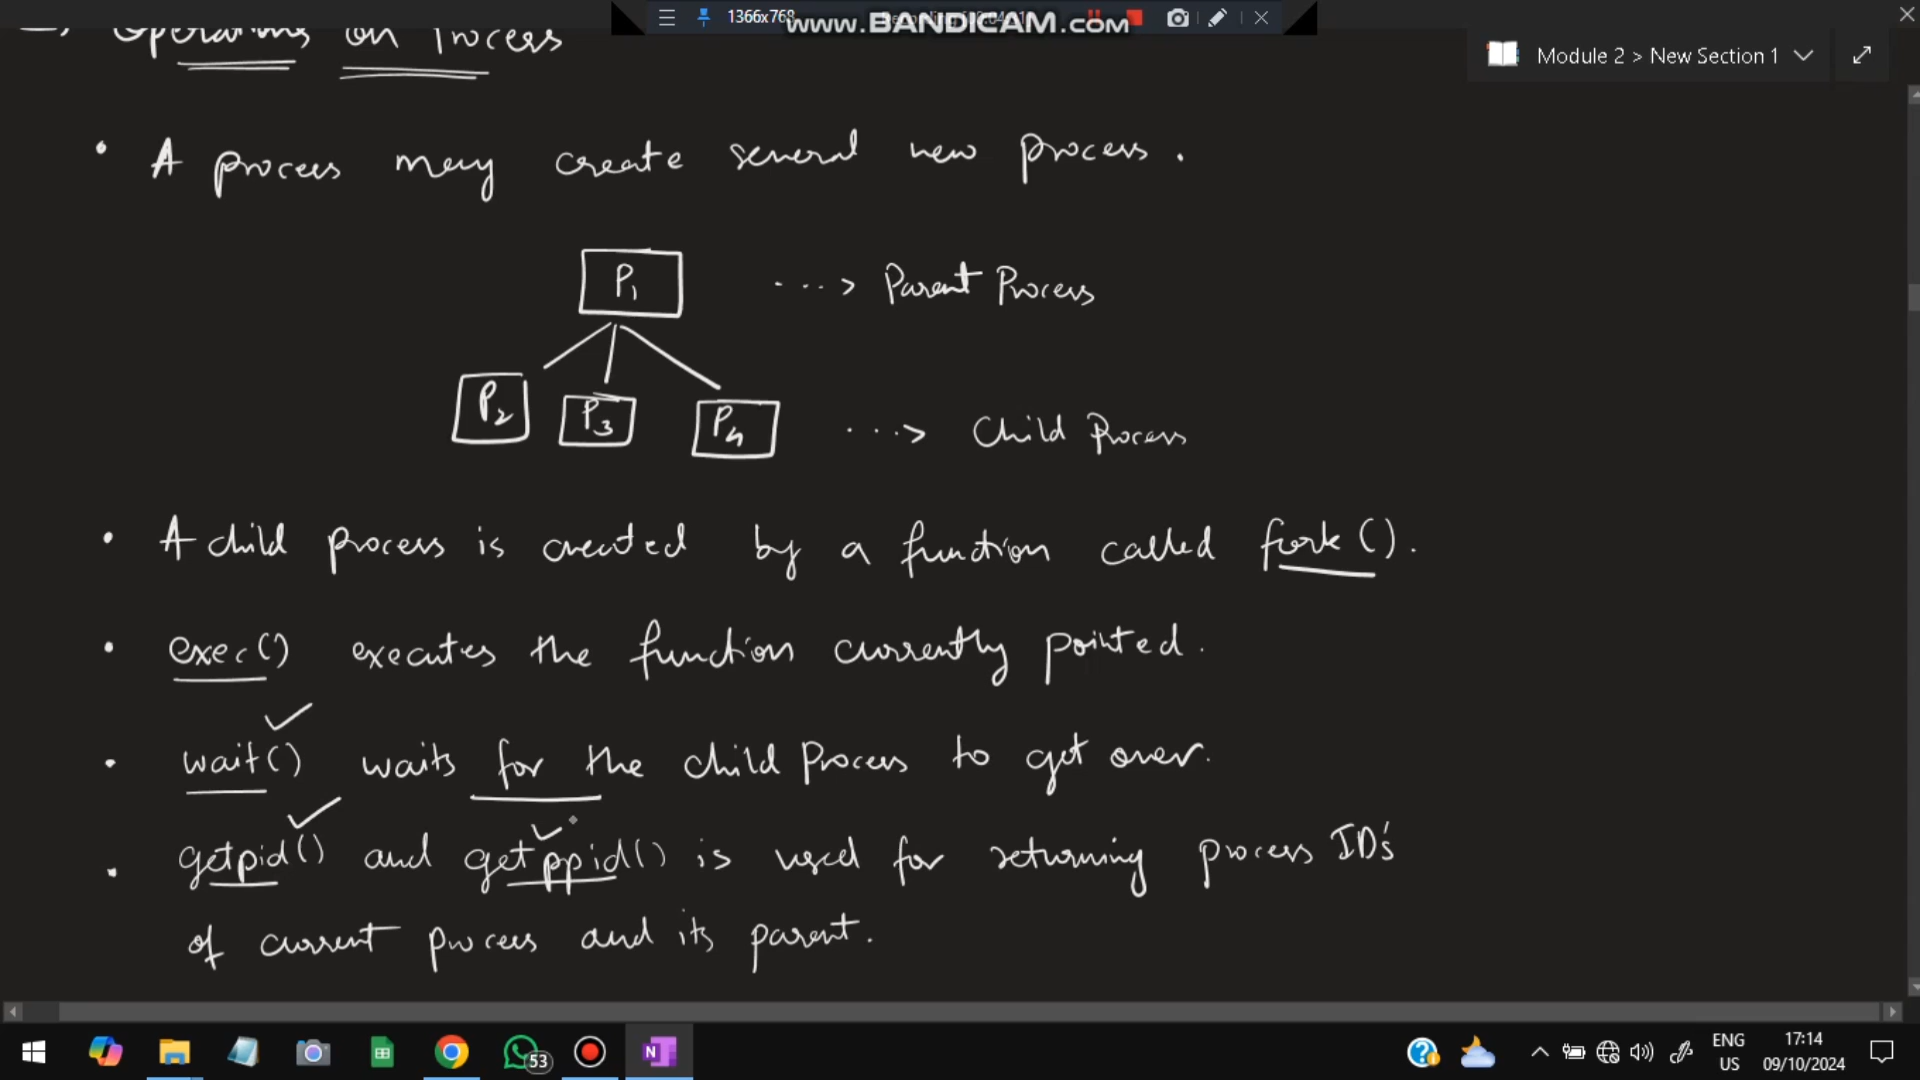 1366x768
www.BANDICAM.com
Module 2 > New Section 1
Operations on Process
• A process may create several new process.
P1 ...> Parent Process
P2 P3 P4 ...> Child Process
• A child process is created by a function called fork().
• exec() executes the function currently pointed.
• wait() waits for the child Process to get over.
• getpid() and getppid() is used for returning process ID's
of current process and its parent.
53
ENG
US
17:14
09/10/2024